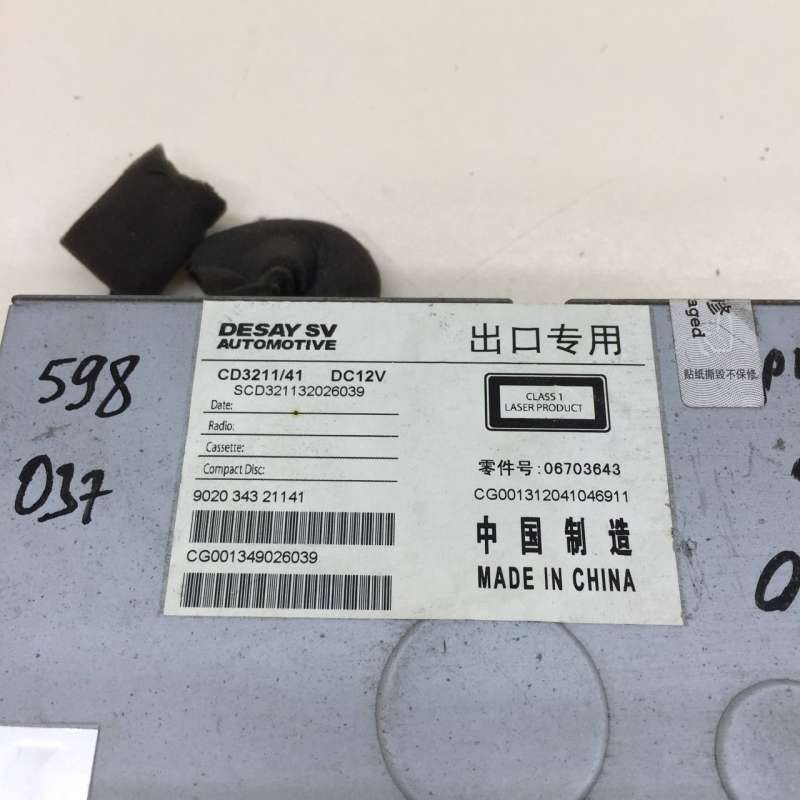 DESAY SV
AUTOMOTIVE
出口专用
CD3211/41 DC12V
SCD321132026039
Date:
Radio:
Cassette:
Compact Disc:
CLASS 1
LASER PRODUCT
零件号:06703643
9020 343 21141
CG001312041046911
CG001349026039
中国制造
MADE IN CHINA
598
037
maged
贴纸撕毁不保修